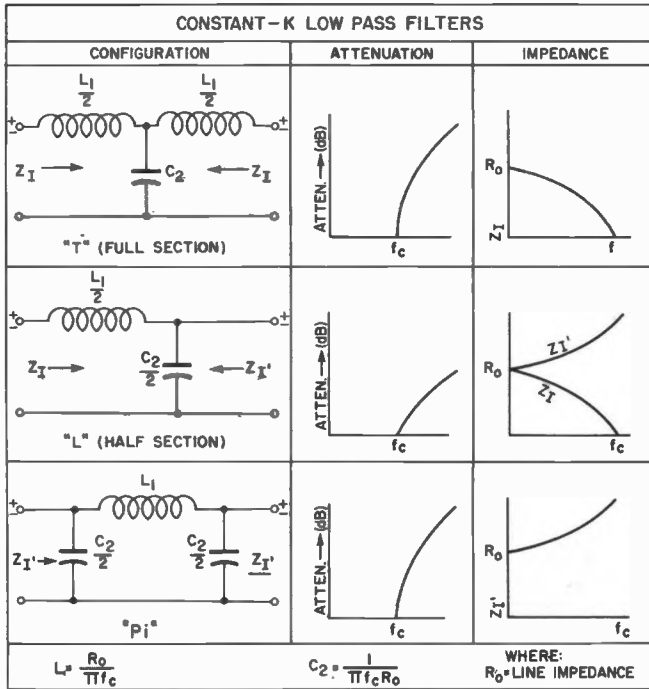 CONSTANT-K LOW PASS FILTERS
CONFIGURATION ATTENUATION IMPEDANCE
L1/2 L1/2
ZI C2 ZI
"T" (FULL SECTION)
ATTEN. (dB)
fc
R0
ZI
f
L1/2
ZI C2/2 ZI'
"L" (HALF SECTION)
ATTEN. (dB)
fc
R0
ZI'
ZI
fc
L1
ZI' C2/2 C2/2 ZI'
"Pi"
ATTEN. (dB)
fc
R0
ZI'
fc
L1= R0/πfc
C2= 1/πfcR0
WHERE:
R0=LINE IMPEDANCE